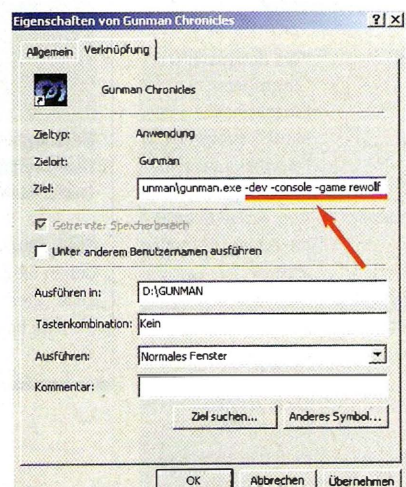 Eigenschaften von Gunman Chronicles
Allgemein Verknüpfung
Gunman Chronicles
Zieltyp: Anwendung
Zielort: Gunman
Ziel: unman\gunman.exe -dev -console -game rewolf
Getrennter Speicherbereich
Unter anderem Benutzernamen ausführen
Ausführen in: D:\GUNMAN
Tastenkombination: Kein
Ausführen: Normales Fenster
Kommentar:
Ziel suchen... Anderes Symbol...
OK Abbrechen Übernehmen